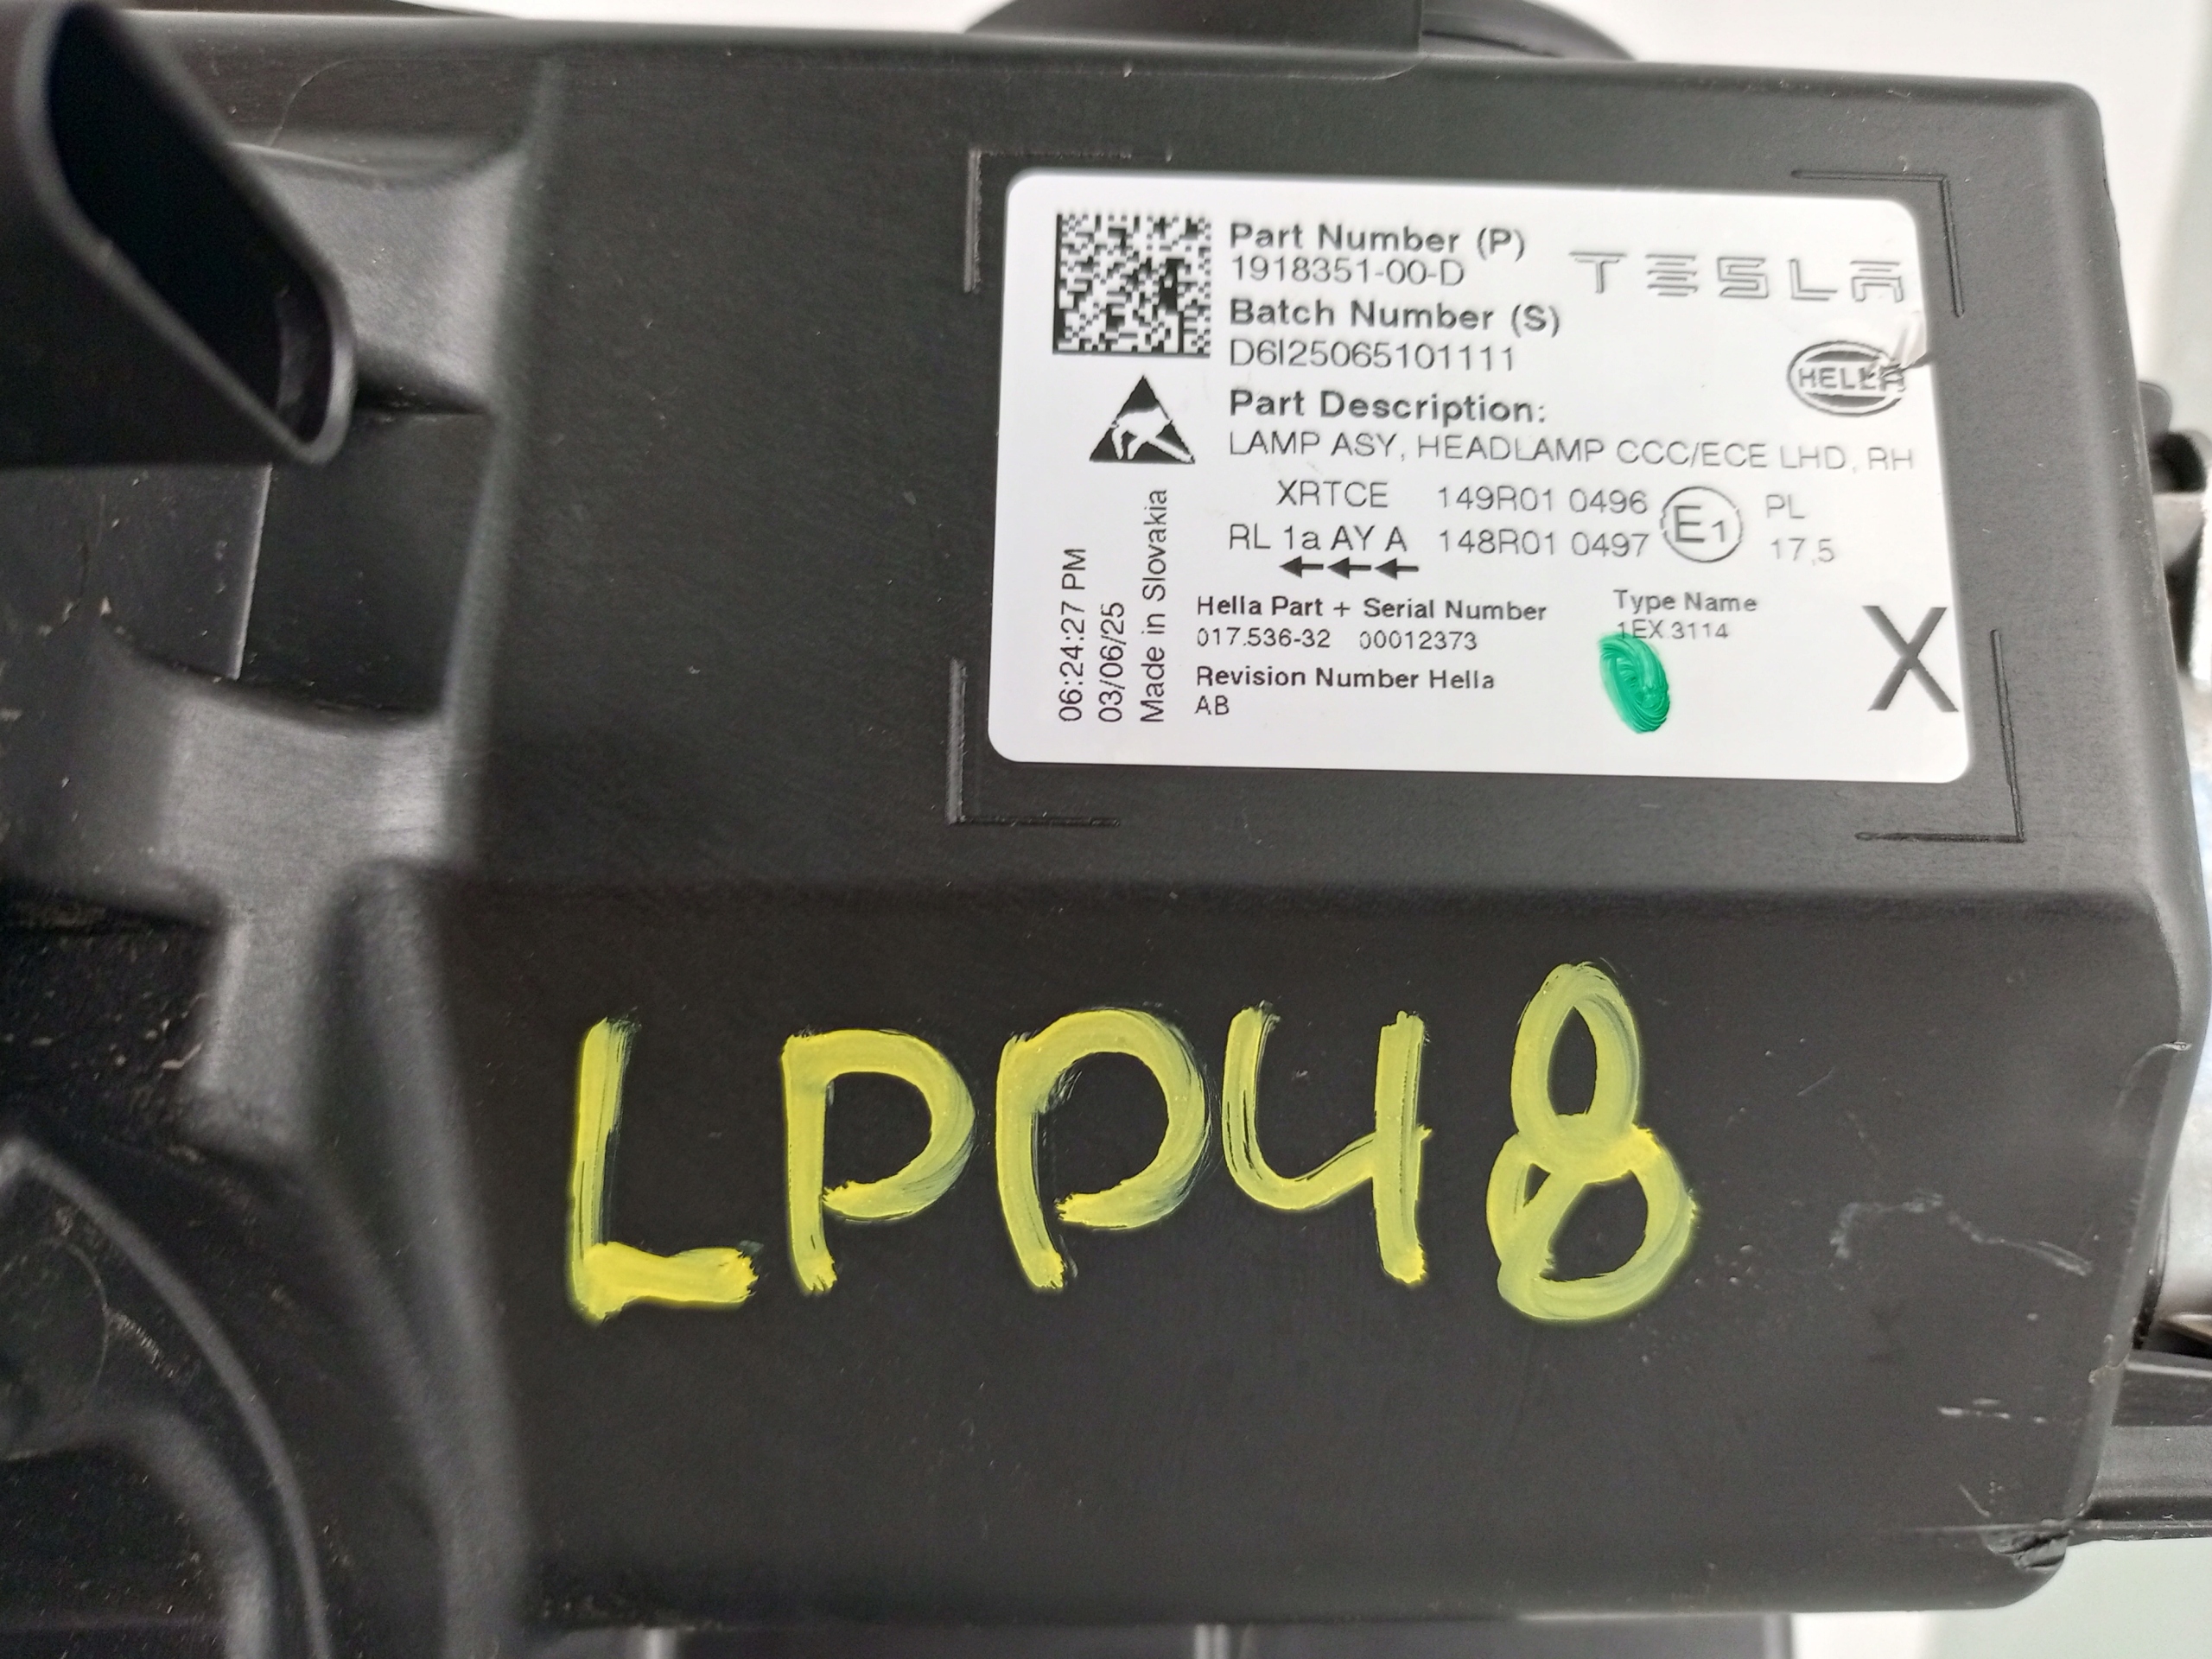 Part Number (P)
1918351-00-D
TESLA
Batch Number (S)
D6I25065101111
HELLA
Part Description:
LAMP ASY, HEADLAMP CCC/ECE LHD, RH
XRTCE 149R01 0496 E1 PL
RL 1a AY A 148R01 0497 17,5
Hella Part + Serial Number
017.536-32 00012373
Type Name
1EX 3114
Revision Number Hella
AB
X
06:24:27 PM
03/06/25
Made in Slovakia
LPP48